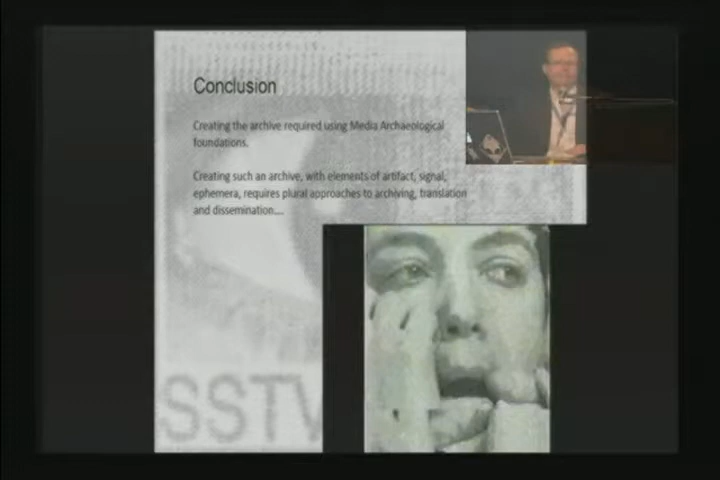 Conclusion
Creating the archive required using Media Archaeological
foundations.
Creating such an archive, with elements of artifact, signal,
ephemera, requires plural approaches to archiving, translation
and dissemination....
SSTV